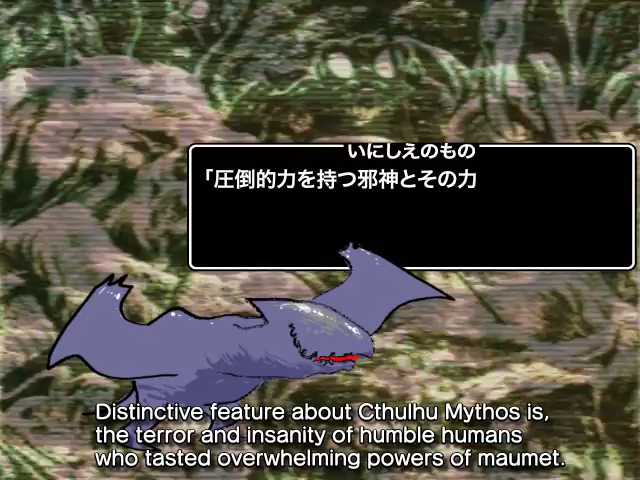 いにしえのもの
「圧倒的力を持つ邪神とその力
Distinctive feature about Cthulhu Mythos is,
the terror and insanity of humble humans
who tasted overwhelming powers of maumet.